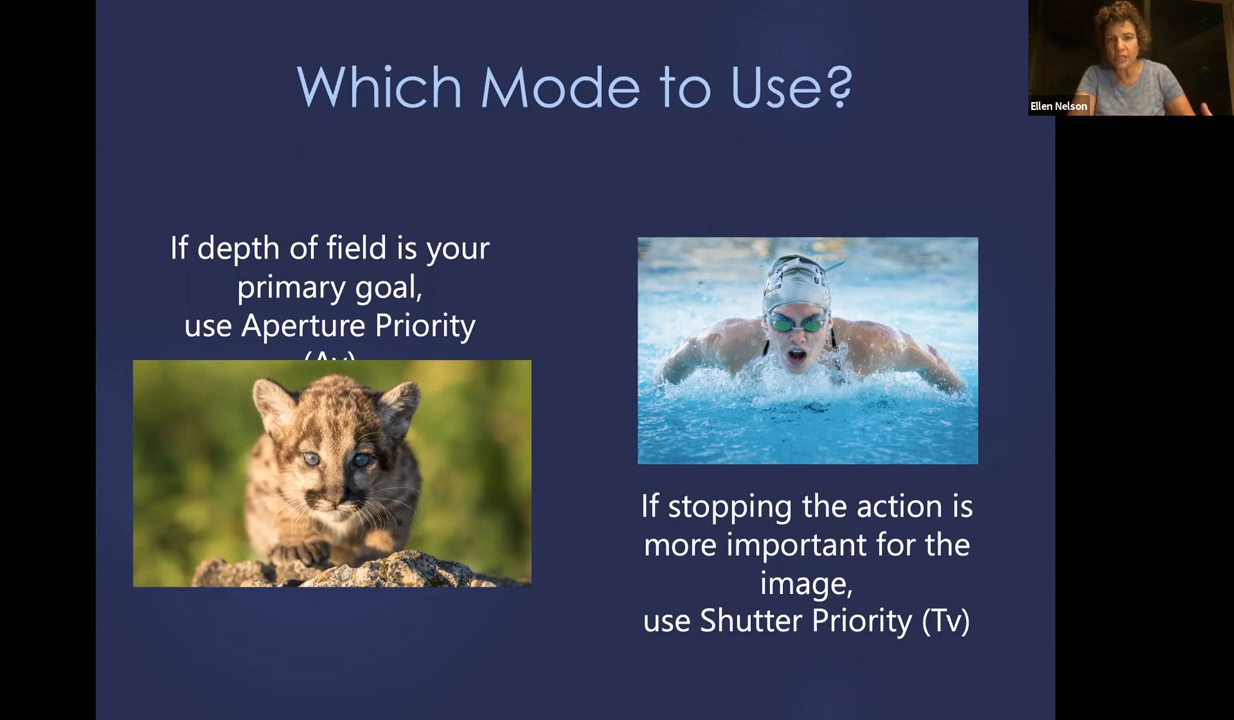 Which Mode to Use?
Ellen Nelson
If depth of field is your
primary goal,
use Aperture Priority
(Av)
If stopping the action is
more important for the
image,
use Shutter Priority (Tv)